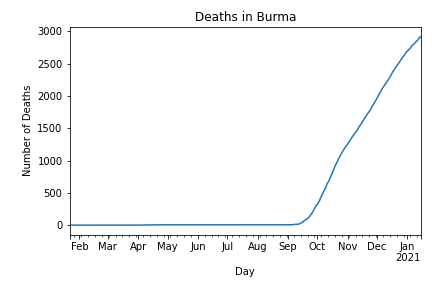 Deaths in Burma
3000
2500
2000
1500
1000
500
0
Number of Deaths
Feb Mar Apr May Jun Jul Aug Sep Oct Nov Dec Jan
2021
Day